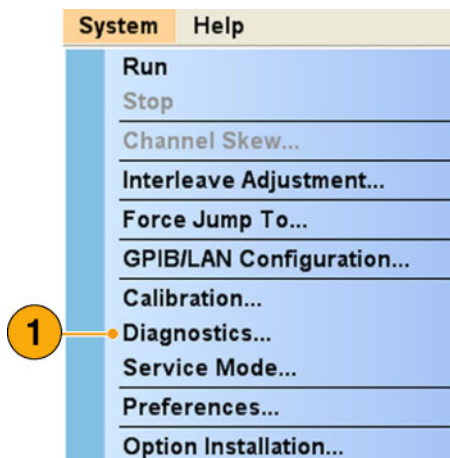 System Help
Run
Stop
Channel Skew...
Interleave Adjustment...
Force Jump To...
GPIB/LAN Configuration...
Calibration...
1 Diagnostics...
Service Mode...
Preferences...
Option Installation...